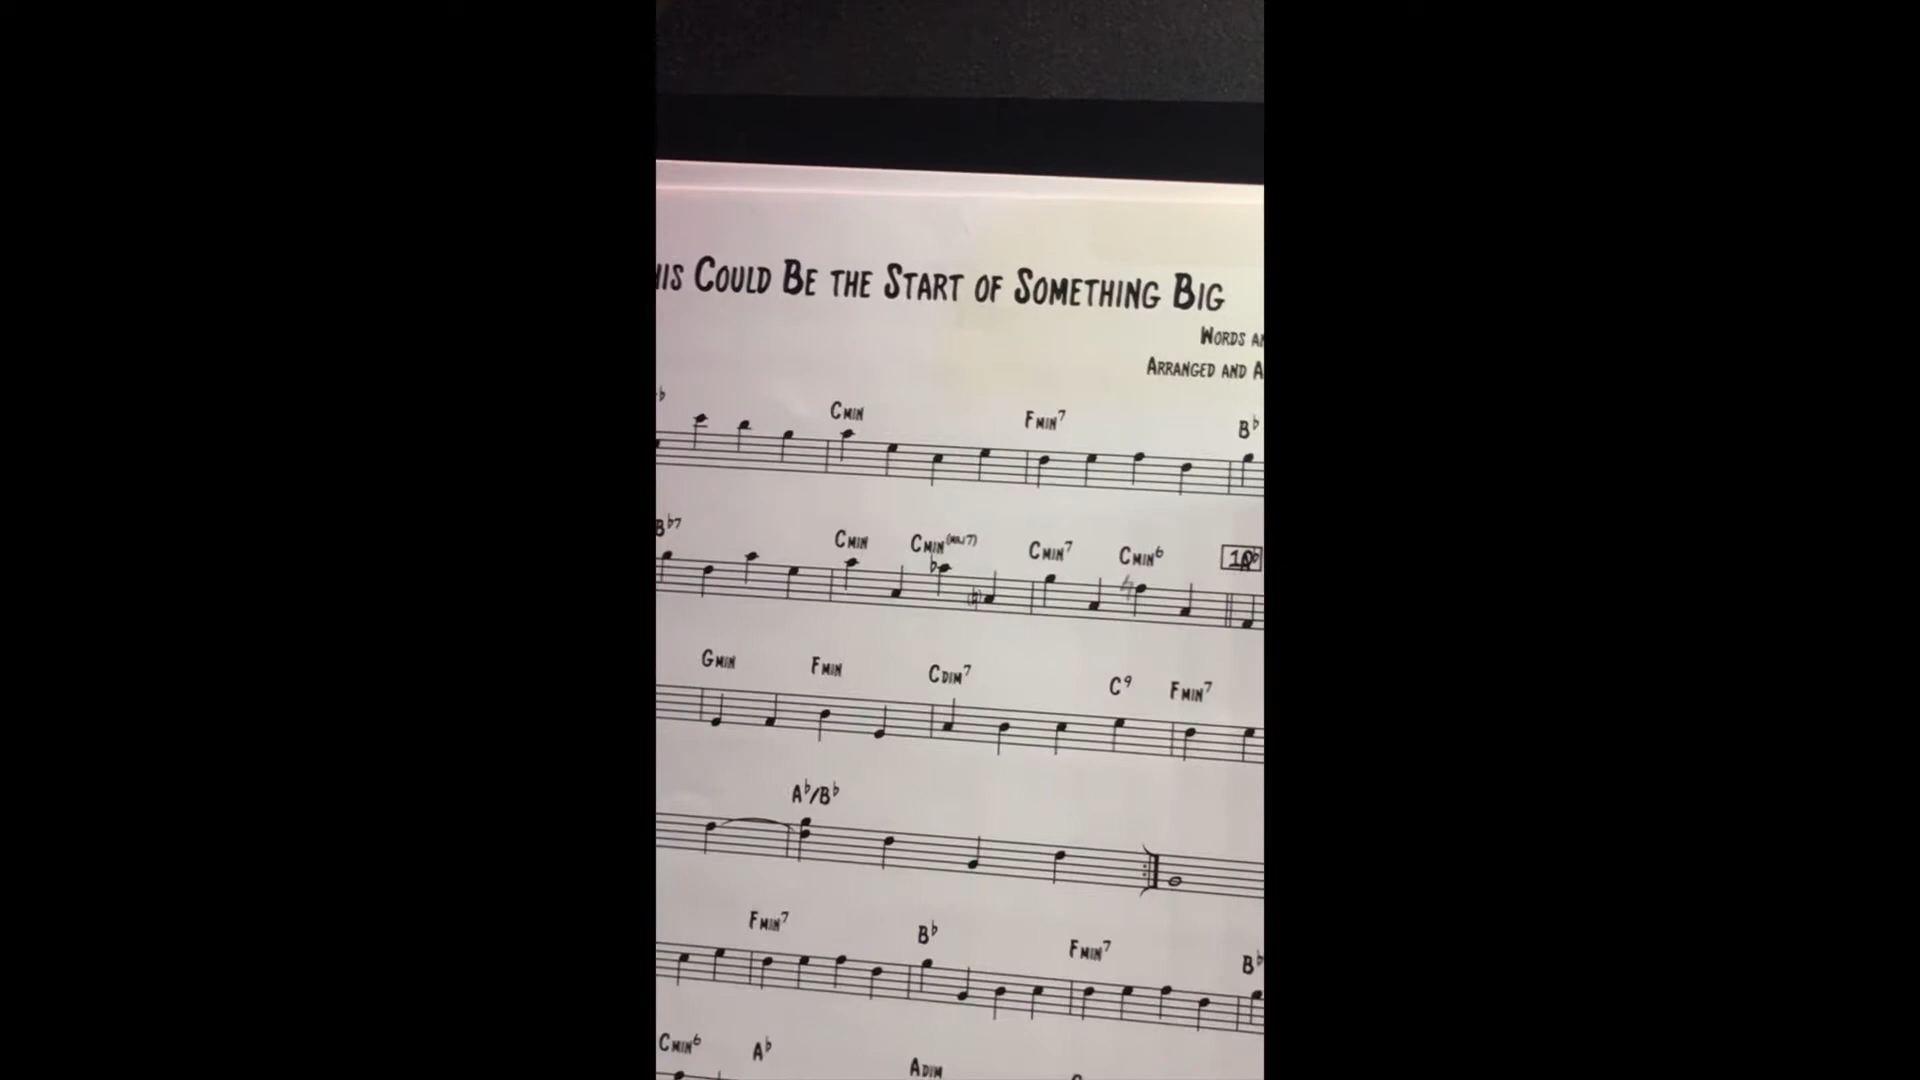 Could Be the Start of Something Big
Words
Arranged and
Cmin Fmin7 B♭
B♭7 Cmin Cmin(maj7) Cmin7 Cmin6
Gmin Fmin Cdim7 C9 Fmin7
A♭/B♭
Fmin7 B♭ Fmin7 B♭
Cmin6 A♭ Adim